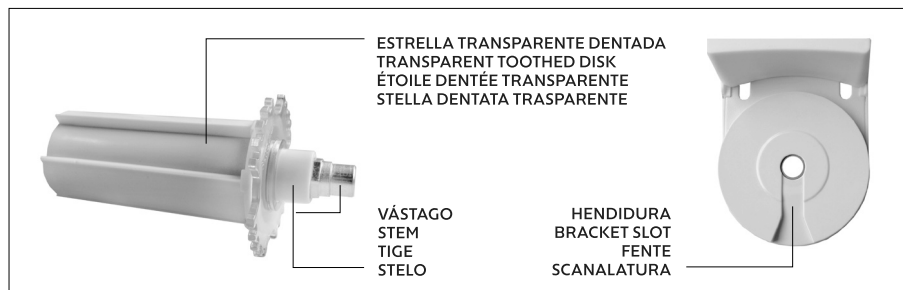 ESTRELLA TRANSPARENTE DENTADA
TRANSPARENT TOOTHED DISK
ÉTOILE DENTÉE TRANSPARENTE
STELLA DENTATA TRASPARENTE
VÁSTAGO
STEM
TIGE
STELO
HENDIDURA
BRACKET SLOT
FENTE
SCANALATURA